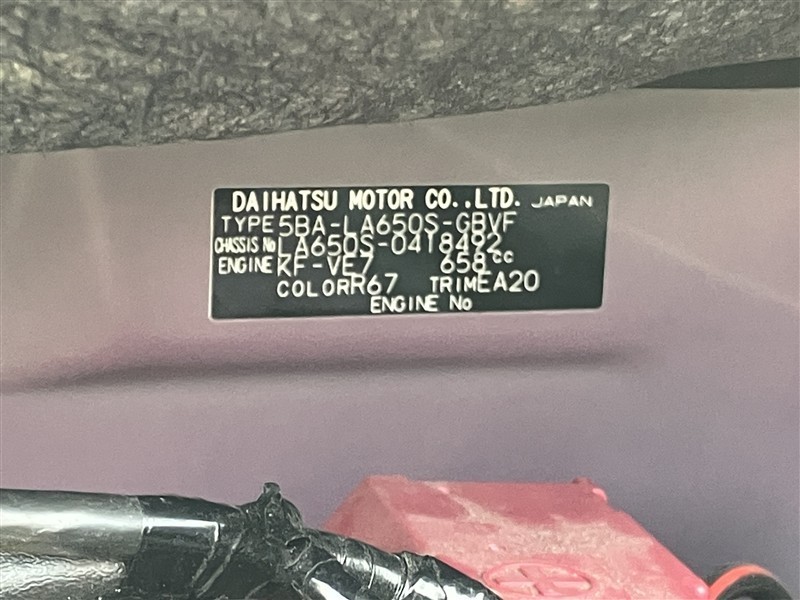 DAIHATSU MOTOR CO.,LTD. JAPAN
TYPE 5BA-LA650S-GBVF
CHASSIS No LA650S-0418492
ENGINE KF-VE7 658cc
COLOR R67 TRIM EA20
ENGINE No